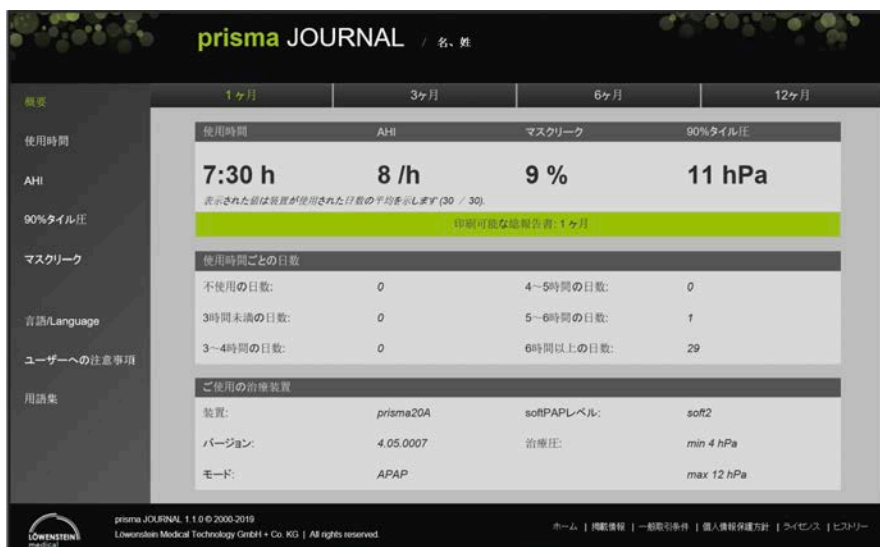 prisma JOURNAL / 名、姓
概要
使用時間
AHI
90%タイル圧
マスクリーク
言語/Language
ユーザーへの注意事項
用語集
1ヶ月 3ヶ月 6ヶ月 12ヶ月
使用時間 AHI マスクリーク 90%タイル圧
7:30 h 8 /h 9 % 11 hPa
表示された値は装置が使用された日数の平均を示します (30 / 30).
印刷可能な総報告書: 1ヶ月
使用時間ごとの日数
不使用の日数: 0 4～5時間の日数: 0
3時間未満の日数: 0 5～6時間の日数: 1
3～4時間の日数: 0 6時間以上の日数: 29
ご使用の治療装置
装置: prisma20A softPAPレベル: soft2
バージョン: 4.05.0007 治療圧: min 4 hPa
モード: APAP max 12 hPa
LÖWENSTEIN
medical
prisma JOURNAL 1.1.0 © 2000-2019
Löwenstein Medical Technology GmbH + Co. KG | All rights reserved.
ホーム | 掲載情報 | 一般取引条件 | 個人情報保護方針 | ライセンス | ヒストリー